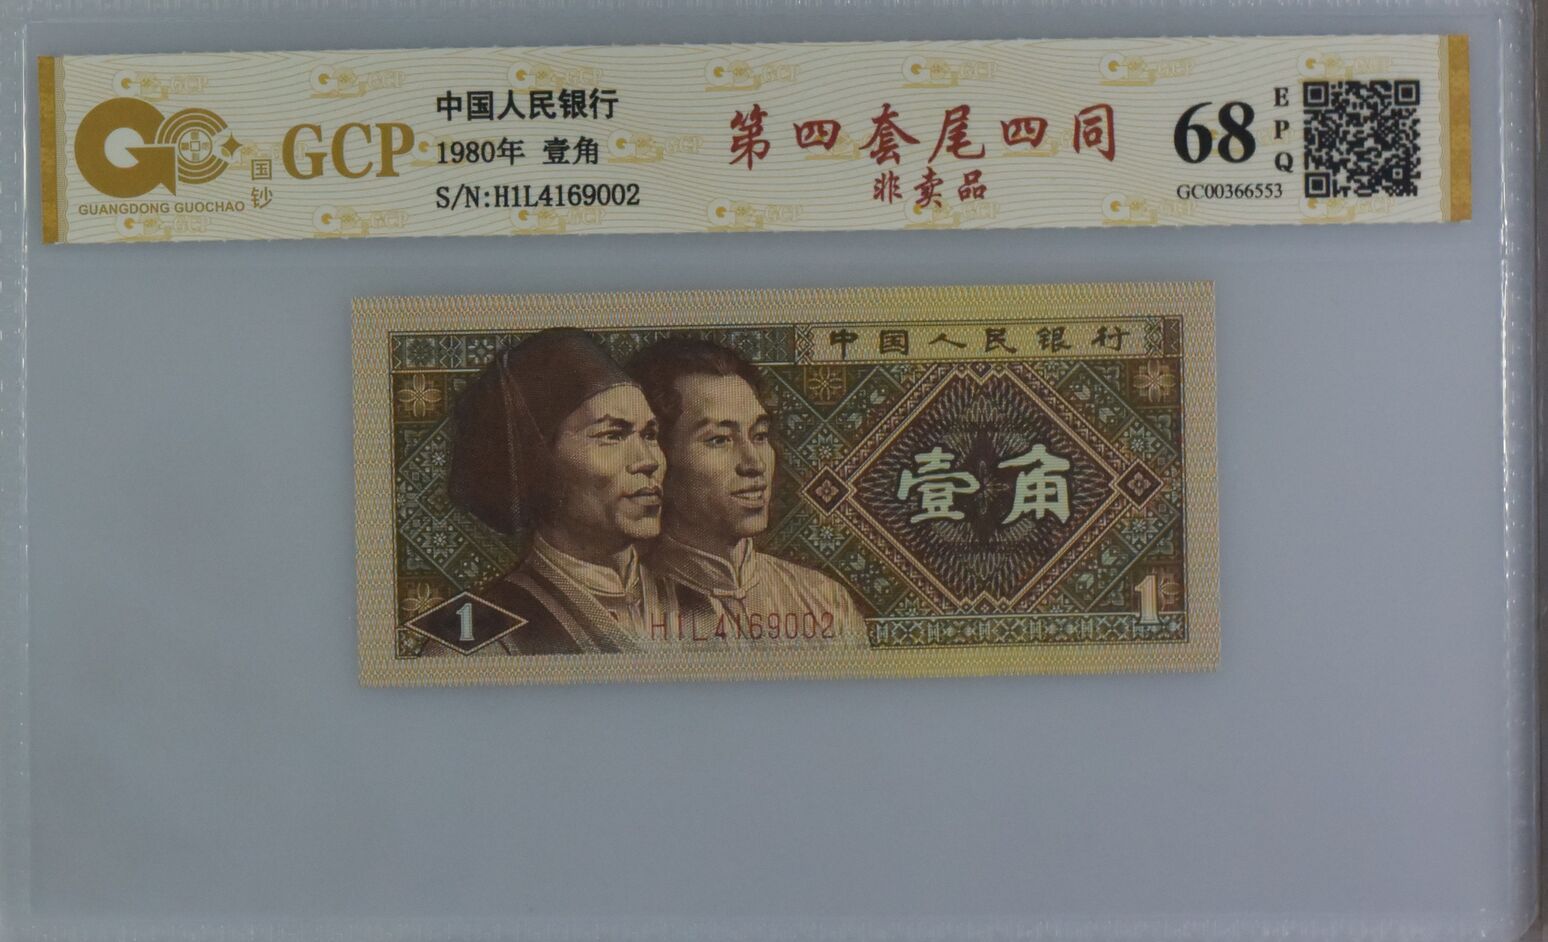 GUANGDONG GUOCHAO
国钞
GCP
中国人民银行
1980年 壹角
S/N:H1L4169002
第四套尾四同
非卖品
68
EPQ
GC00366553
中国人民银行
壹角
1
1
H1L4169002